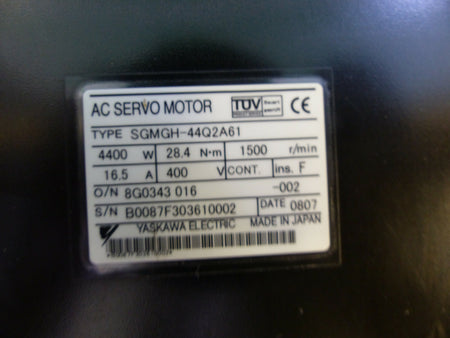 AC SERVO MOTOR TÜV CE
TYPE SGMGH-44Q2A61
4400 W 28.4 N·m 1500 r/min
16.5 A 400 V CONT. ins. F
O/N 8G0343 016 -002
S/N B0087F303610002 DATE 0807
YASKAWA ELECTRIC MADE IN JAPAN